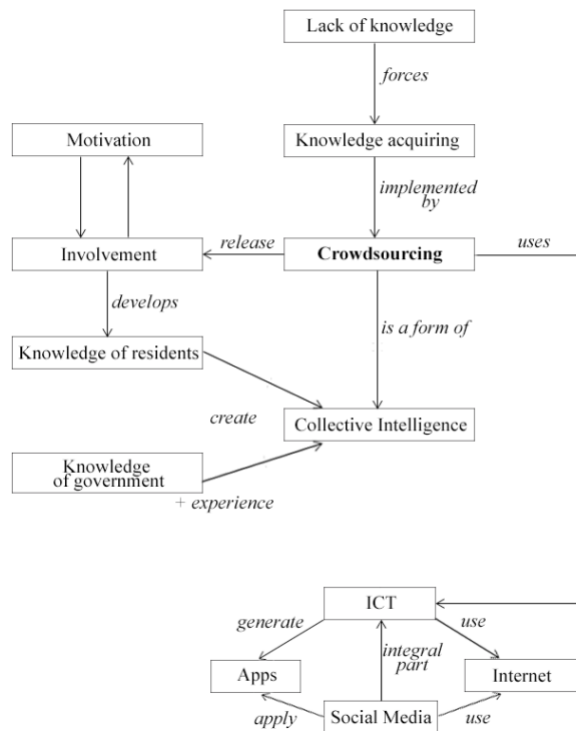 Lack of knowledge
forces
Motivation
Knowledge acquiring
implemented
by
Involvement
release
Crowdsourcing
uses
develops
is a form of
Knowledge of residents
create
Collective Intelligence
Knowledge
of government
+ experience
ICT
generate
use
integral
part
Apps
Internet
apply
Social Media
use